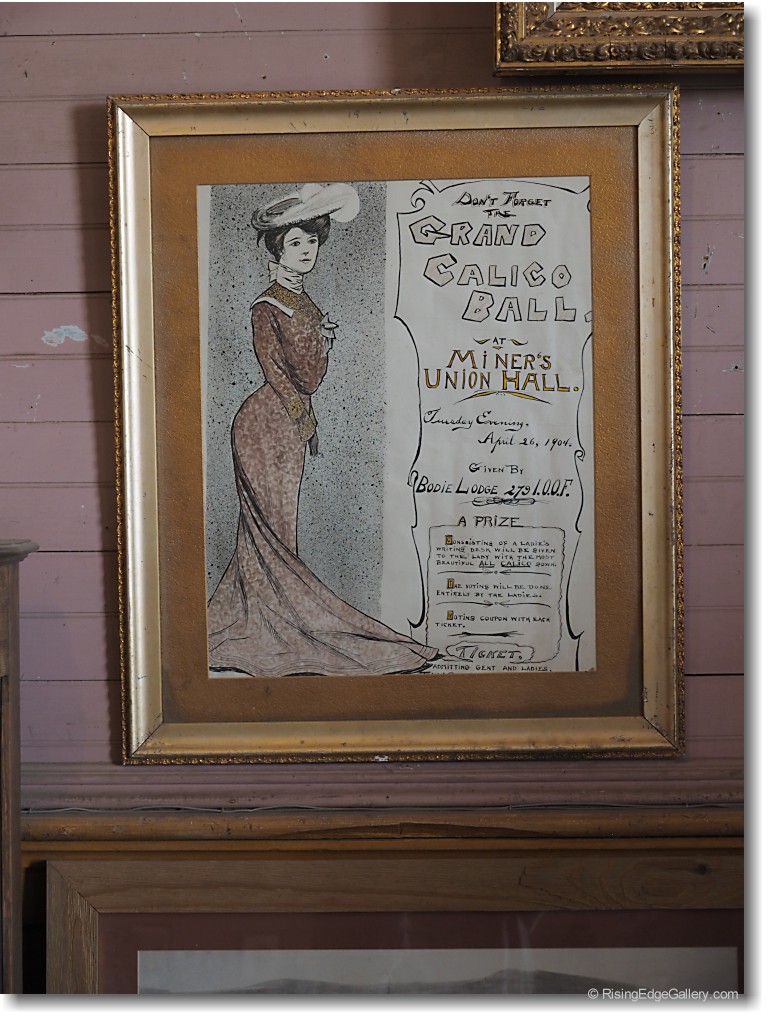 DON'T FORGET
THE
GRAND
CALICO
BALL.
AT
MINER'S
UNION HALL.
Tuesday Evening.
April 26, 1904.
GIVEN BY
BODIE LODGE 279 I.O.O.F.
A PRIZE
CONSISTING OF A LADIE'S
WRITING DESK WILL BE GIVEN
TO THE LADY WITH THE MOST
BEAUTIFUL ALL CALICO GOWN.
THE VOTING WILL BE DONE
ENTIRELY BY THE LADIES.
VOTING COUPON WITH EACH
TICKET.
TICKET.
ADMITTING GENT AND LADIES.
© RisingEdgeGallery.com